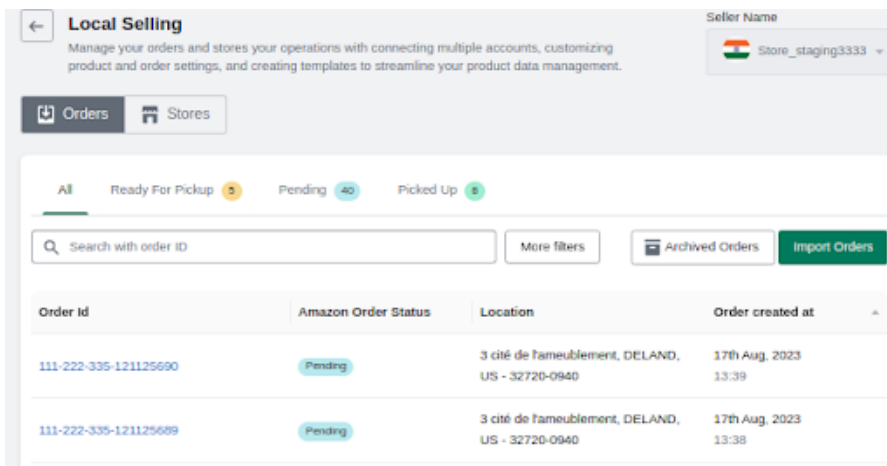 Local Selling
Seller Name
Manage your orders and stores your operations with connecting multiple accounts, customizing
product and order settings, and creating templates to streamline your product data management.
Store_staging3333
Orders
Stores
All
Ready For Pickup 5
Pending 40
Picked Up 8
Search with order ID
More filters
Archived Orders
Import Orders
Order Id
Amazon Order Status
Location
Order created at
111-222-335-121125690
Pending
3 cité de l'ameublement, DELAND,
US - 32720-0940
17th Aug, 2023
13:39
111-222-335-121125689
Pending
3 cité de l'ameublement, DELAND,
US - 32720-0940
17th Aug, 2023
13:38